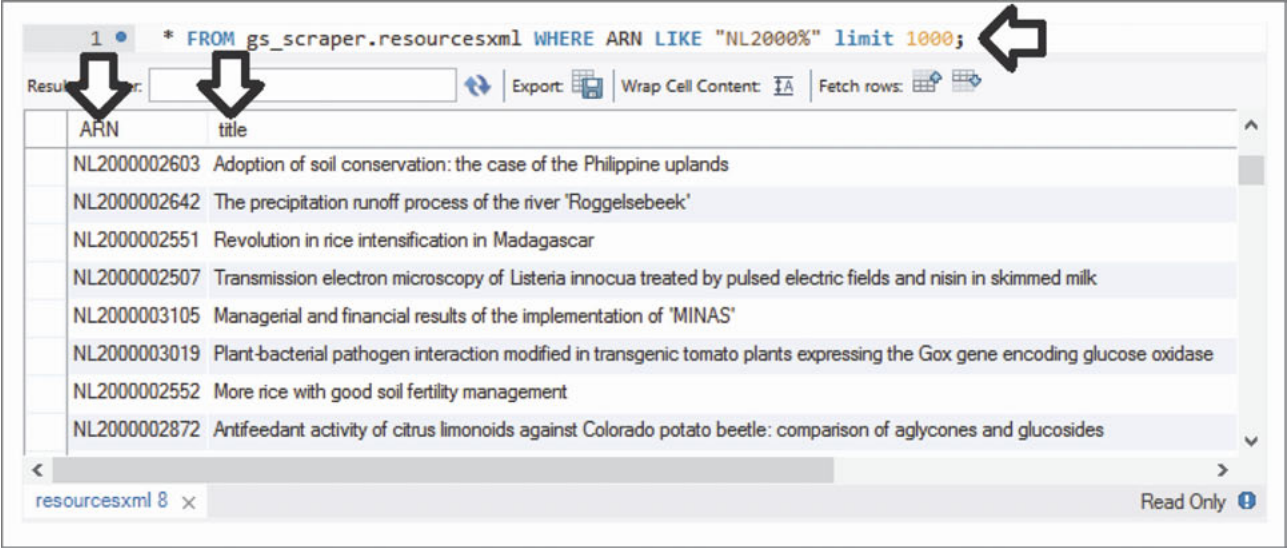 1 * FROM gs_scraper.resourcesxml WHERE ARN LIKE "NL2000%" limit 1000;
Resu er: Export: Wrap Cell Content: Fetch rows:
ARN title
NL2000002603 Adoption of soil conservation: the case of the Philippine uplands
NL2000002642 The precipitation runoff process of the river 'Roggelsebeek'
NL2000002551 Revolution in rice intensification in Madagascar
NL2000002507 Transmission electron microscopy of Listeria innocua treated by pulsed electric fields and nisin in skimmed milk
NL2000003105 Managerial and financial results of the implementation of 'MINAS'
NL2000003019 Plant-bacterial pathogen interaction modified in transgenic tomato plants expressing the Gox gene encoding glucose oxidase
NL2000002552 More rice with good soil fertility management
NL2000002872 Antifeedant activity of citrus limonoids against Colorado potato beetle: comparison of aglycones and glucosides
resourcesxml 8 × Read Only